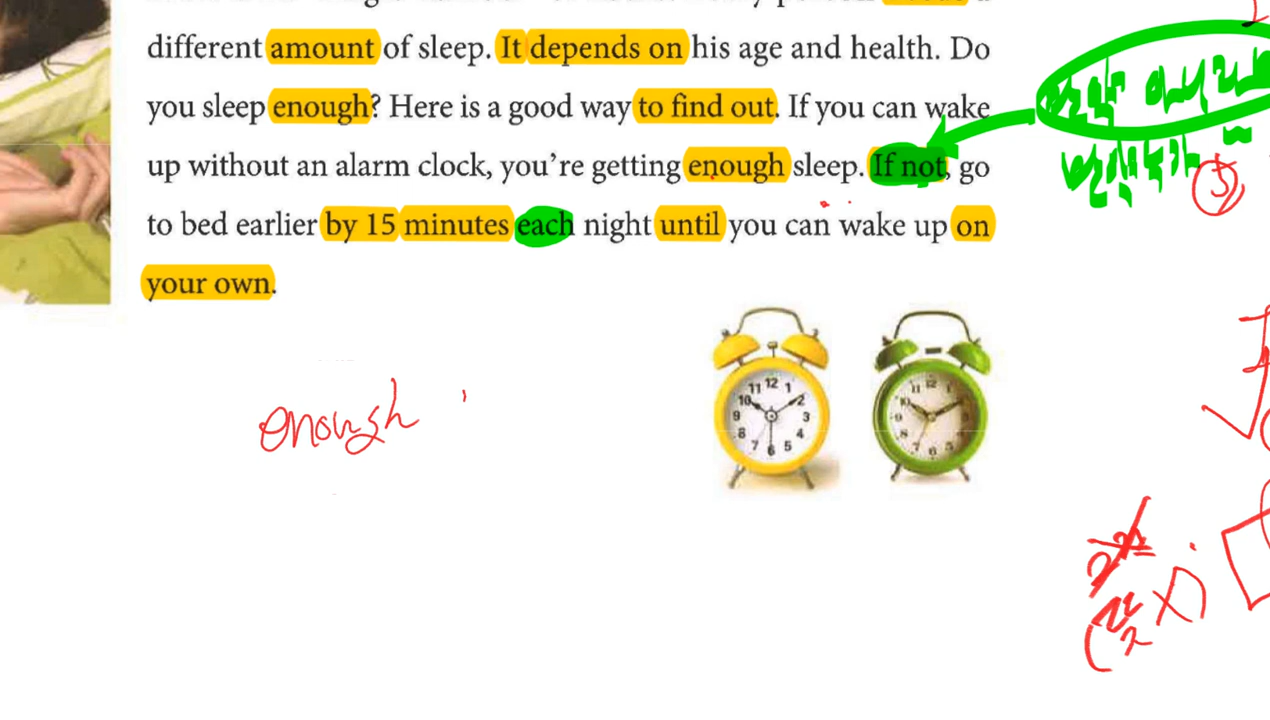 different amount of sleep. It depends on his age and health. Do
you sleep enough? Here is a good way to find out. If you can wake
up without an alarm clock, you're getting enough sleep. If not, go
to bed earlier by 15 minutes each night until you can wake up on
your own.
enough